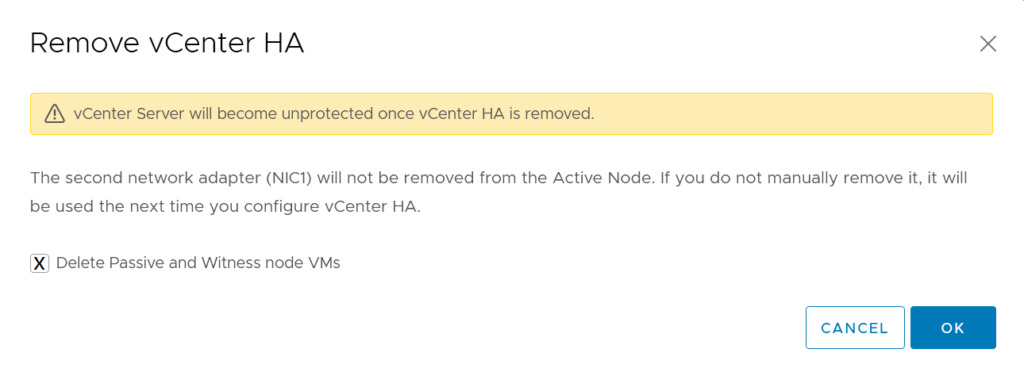 Remove vCenter HA
vCenter Server will become unprotected once vCenter HA is removed.
The second network adapter (NIC1) will not be removed from the Active Node. If you do not manually remove it, it will
be used the next time you configure vCenter HA.
X Delete Passive and Witness node VMs
CANCEL OK